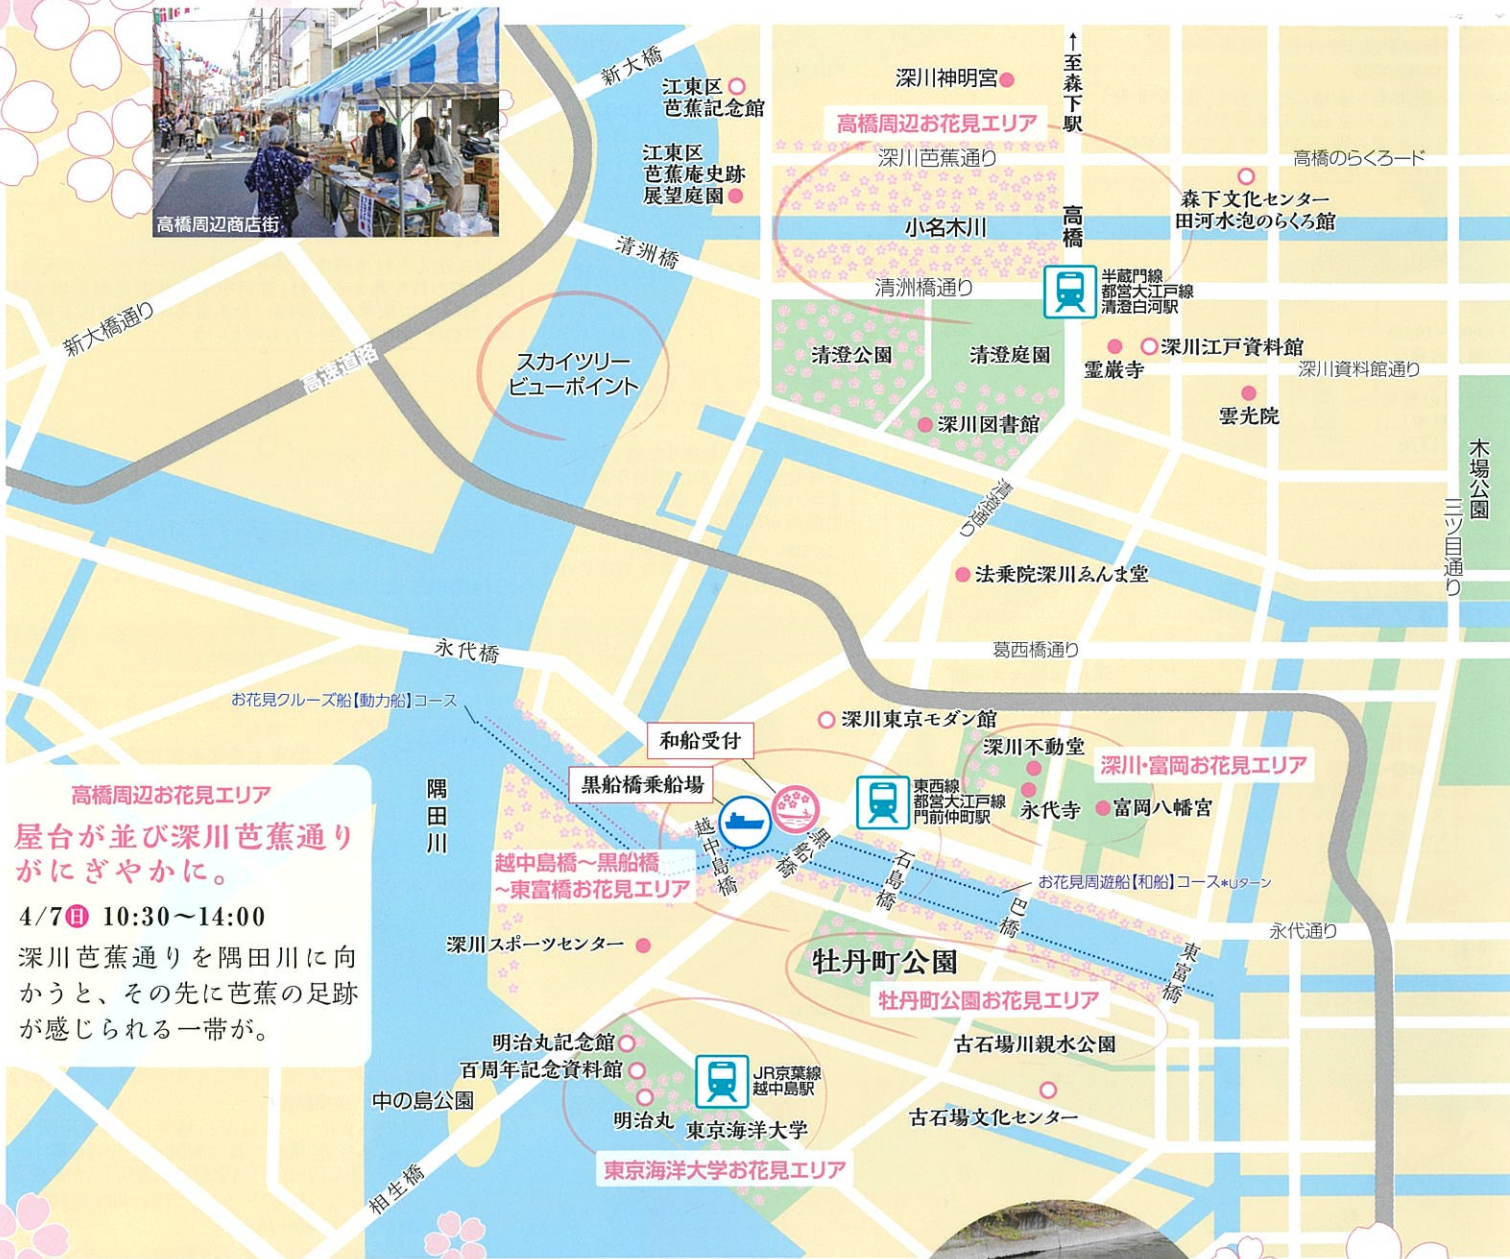 高橋周辺商店街
新大橋
江東区
芭蕉記念館
江東区
芭蕉庵史跡
展望庭園
深川神明宮
↑至森下駅
高橋周辺お花見エリア
深川芭蕉通り
高橋のらくろード
森下文化センター
田河水泡のらくろ館
小名木川
高橋
清洲橋
清洲橋通り
半蔵門線
都営大江戸線
清澄白河駅
新大橋通り
高速道路
スカイツリー
ビューポイント
清澄公園
清澄庭園
霊巌寺
深川江戸資料館
深川資料館通り
雲光院
深川図書館
木場公園
三ツ目通り
清澄通り
法乗院深川ゑんま堂
葛西橋通り
永代橋
お花見クルーズ船【動力船】コース
深川東京モダン館
和船受付
黒船橋乗船場
深川不動堂
深川・富岡お花見エリア
永代寺
富岡八幡宮
東西線
都営大江戸線
門前仲町駅
隅田川
越中島橋
黒船橋
石島橋
巴橋
東富橋
越中島橋〜黒船橋
〜東富橋お花見エリア
お花見周遊船【和船】コース*Uターン
永代通り
高橋周辺お花見エリア
屋台が並び深川芭蕉通り
がにぎやかに。
4/7日 10:30〜14:00
深川芭蕉通りを隅田川に向
かうと、その先に芭蕉の足跡
が感じられる一帯が。
深川スポーツセンター
牡丹町公園
牡丹町公園お花見エリア
古石場川親水公園
古石場文化センター
明治丸記念館
百周年記念資料館
明治丸
JR京葉線
越中島駅
東京海洋大学
東京海洋大学お花見エリア
中の島公園
相生橋